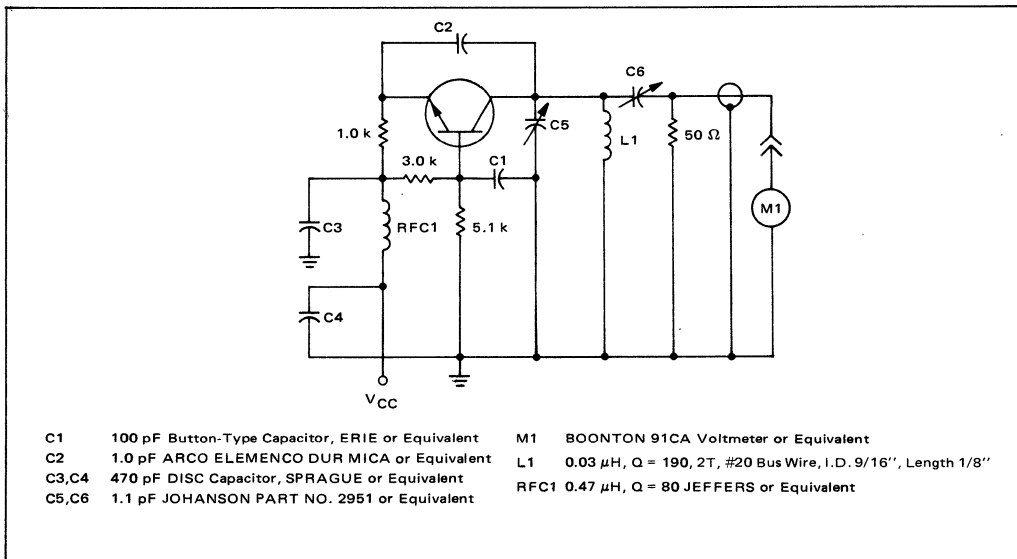 C2
C6
C5
1.0 k
L1
50 Ω
3.0 k
C1
M1
C3
RFC1
5.1 k
C4
VCC
C1 100 pF Button-Type Capacitor, ERIE or Equivalent
C2 1.0 pF ARCO ELEMENCO DUR MICA or Equivalent
C3,C4 470 pF DISC Capacitor, SPRAGUE or Equivalent
C5,C6 1.1 pF JOHANSON PART NO. 2951 or Equivalent
M1 BOONTON 91CA Voltmeter or Equivalent
L1 0.03 μH, Q = 190, 2T, #20 Bus Wire, I.D. 9/16", Length 1/8"
RFC1 0.47 μH, Q = 80 JEFFERS or Equivalent